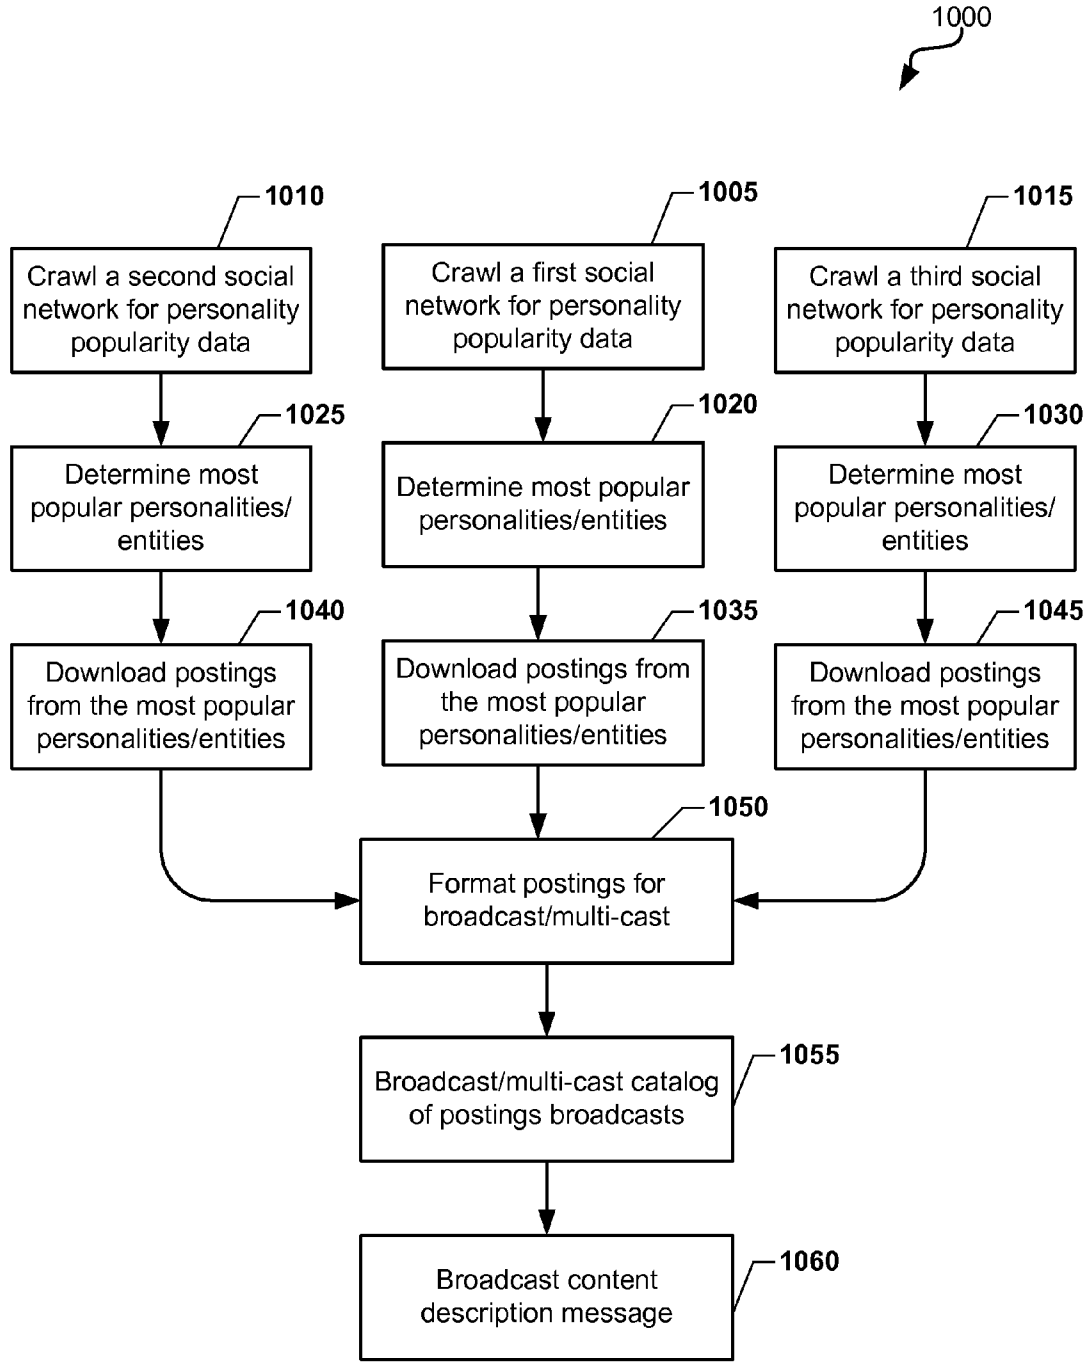 1000
1010
Crawl a second social
network for personality
popularity data
1005
Crawl a first social
network for personality
popularity data
1015
Crawl a third social
network for personality
popularity data
1025
Determine most
popular personalities/
entities
1020
Determine most popular
personalities/entities
1030
Determine most
popular personalities/
entities
1040
Download postings
from the most popular
personalities/entities
1035
Download postings from
the most popular
personalities/entities
1045
Download postings
from the most popular
personalities/entities
1050
Format postings for
broadcast/multi-cast
1055
Broadcast/multi-cast catalog
of postings broadcasts
1060
Broadcast content
description message